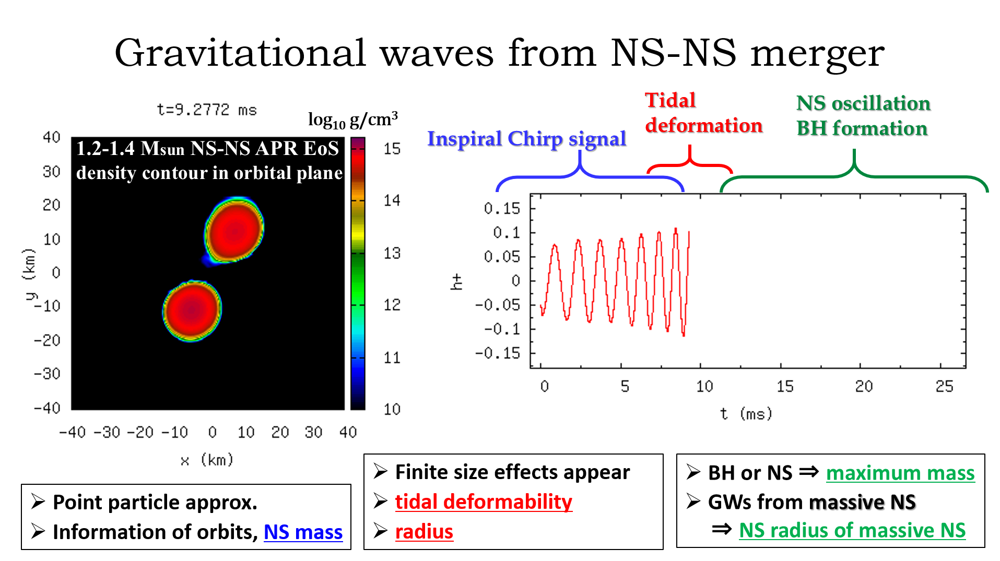 Gravitational waves from NS-NS merger
t=9.2772 ms
log₁₀ g/cm³
1.2-1.4 Msun NS-NS APR EoS
density contour in orbital plane
40
30
20
10
0
-10
-20
-30
-40
y (km)
-40 -30 -20 -10 0 10 20 30 40
x (km)
15
14
13
12
11
10
Inspiral Chirp signal
Tidal
deformation
NS oscillation
BH formation
0.15
0.1
0.05
0
-0.05
-0.1
-0.15
h+
0 5 10 15 20 25
t (ms)
➢ Point particle approx.
➢ Information of orbits, NS mass
➢ Finite size effects appear
➢ tidal deformability
➢ radius
➢ BH or NS ⇒ maximum mass
➢ GWs from massive NS
⇒ NS radius of massive NS